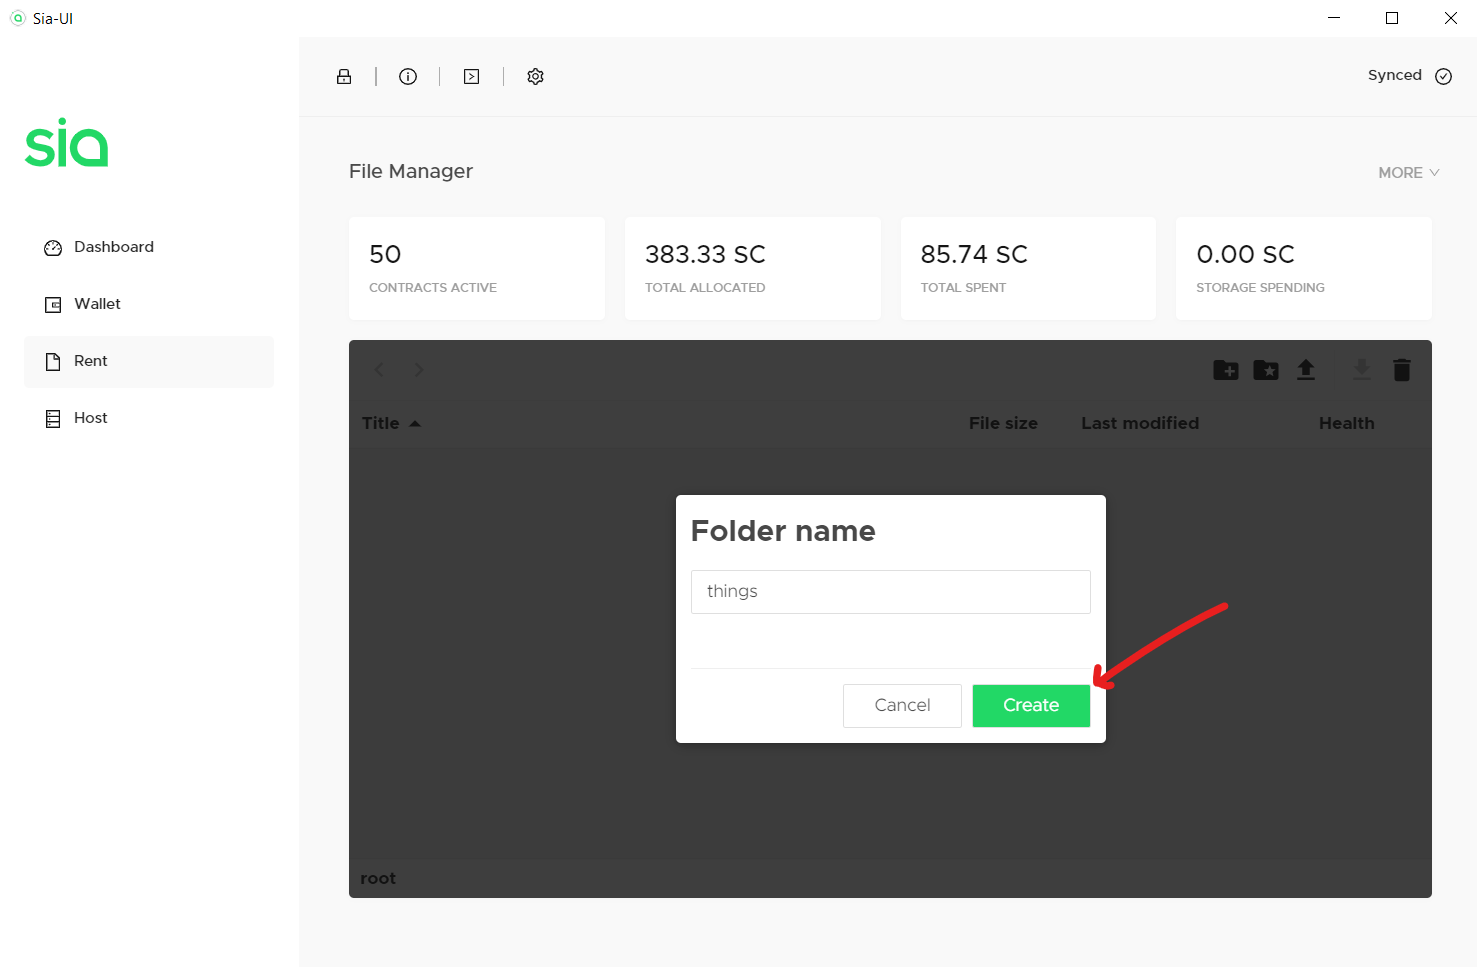 Sia-UI
Synced
sia
File Manager
MORE
Dashboard
Wallet
Rent
Host
50
CONTRACTS ACTIVE
383.33 SC
TOTAL ALLOCATED
85.74 SC
TOTAL SPENT
0.00 SC
STORAGE SPENDING
Title
File size
Last modified
Health
Folder name
things
Cancel
Create
root